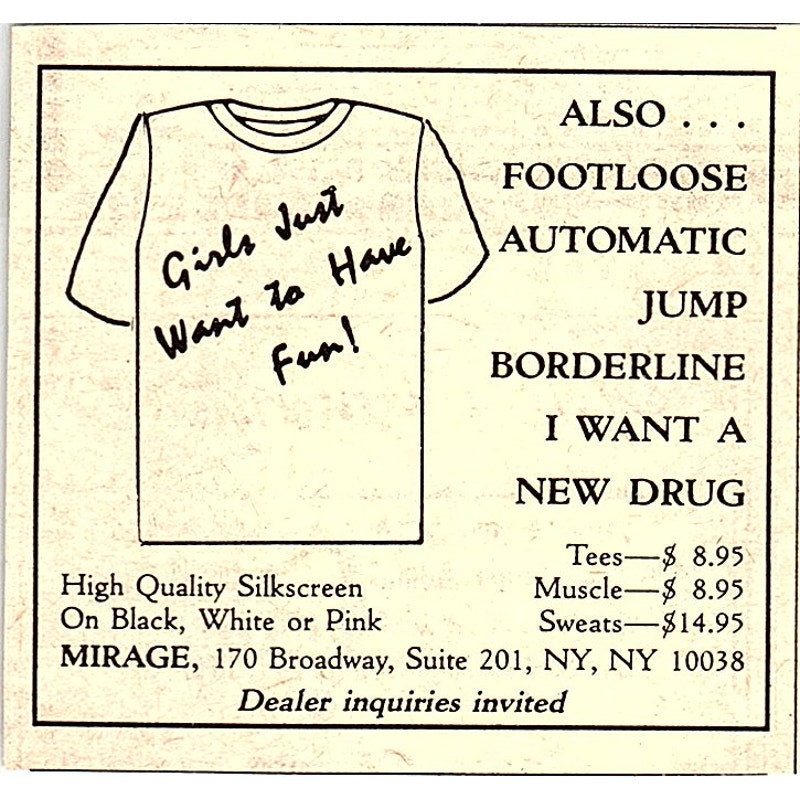 Girls Just
Want to Have
Fun!
ALSO . . .
FOOTLOOSE
AUTOMATIC
JUMP
BORDERLINE
I WANT A
NEW DRUG
Tees—$ 8.95
Muscle—$ 8.95
Sweats—$14.95
High Quality Silkscreen
On Black, White or Pink
MIRAGE, 170 Broadway, Suite 201, NY, NY 10038
Dealer inquiries invited